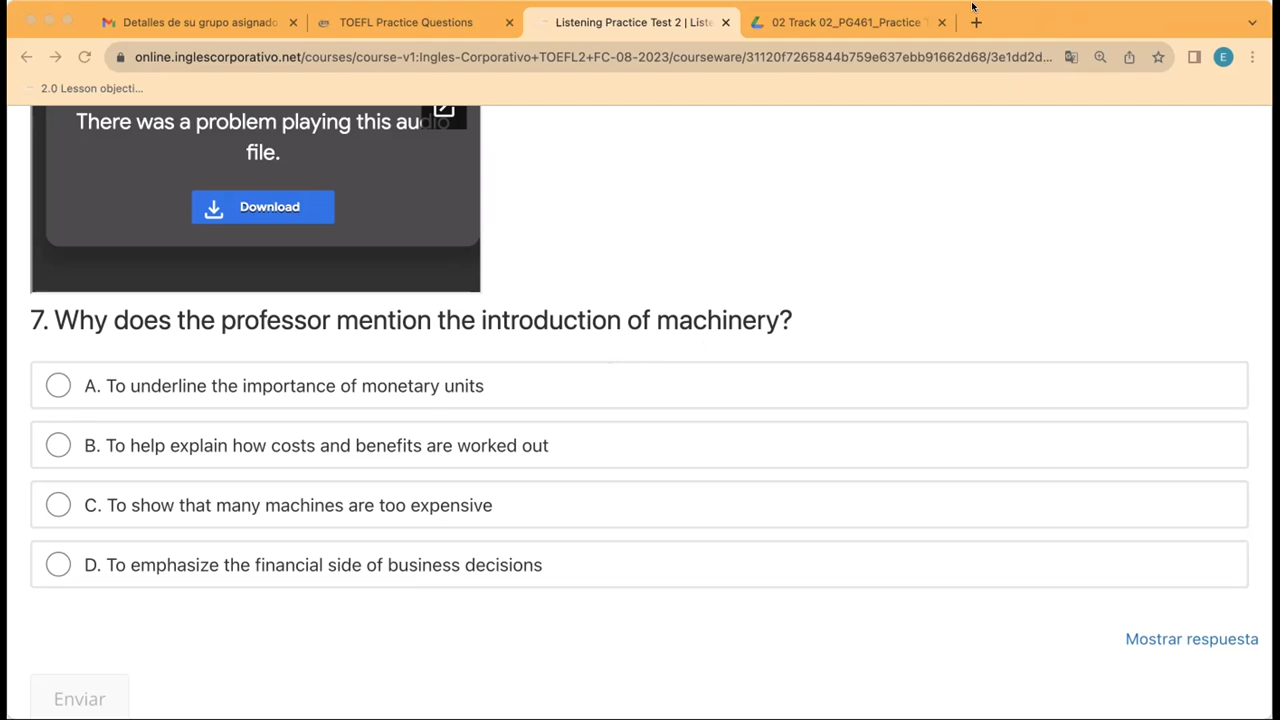 Detalles de su grupo asignado
TOEFL Practice Questions
Listening Practice Test 2 | Liste
02 Track 02_PG461_Practice T
online.inglescorporativo.net/courses/course-v1:Ingles-Corporativo+TOEFL2+FC-08-2023/courseware/31120f7265844b759e637ebb91662d68/3e1dd2d...
E
2.0 Lesson objecti...
There was a problem playing this audio
file.
Download
7. Why does the professor mention the introduction of machinery?
A. To underline the importance of monetary units
B. To help explain how costs and benefits are worked out
C. To show that many machines are too expensive
D. To emphasize the financial side of business decisions
Mostrar respuesta
Enviar